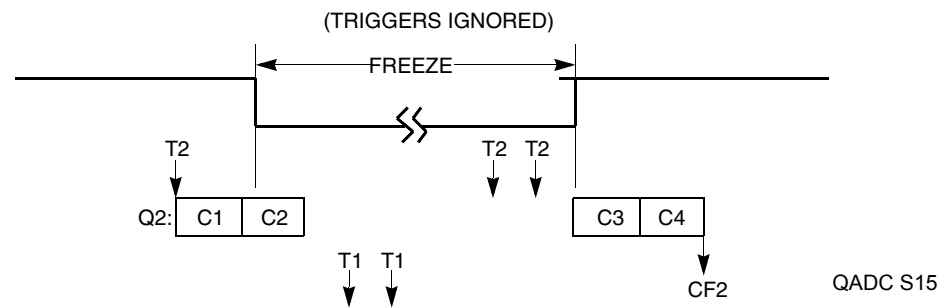 (TRIGGERS IGNORED)
FREEZE
T2
T2 T2
Q2: C1 C2 C3 C4
T1 T1
CF2
QADC S15